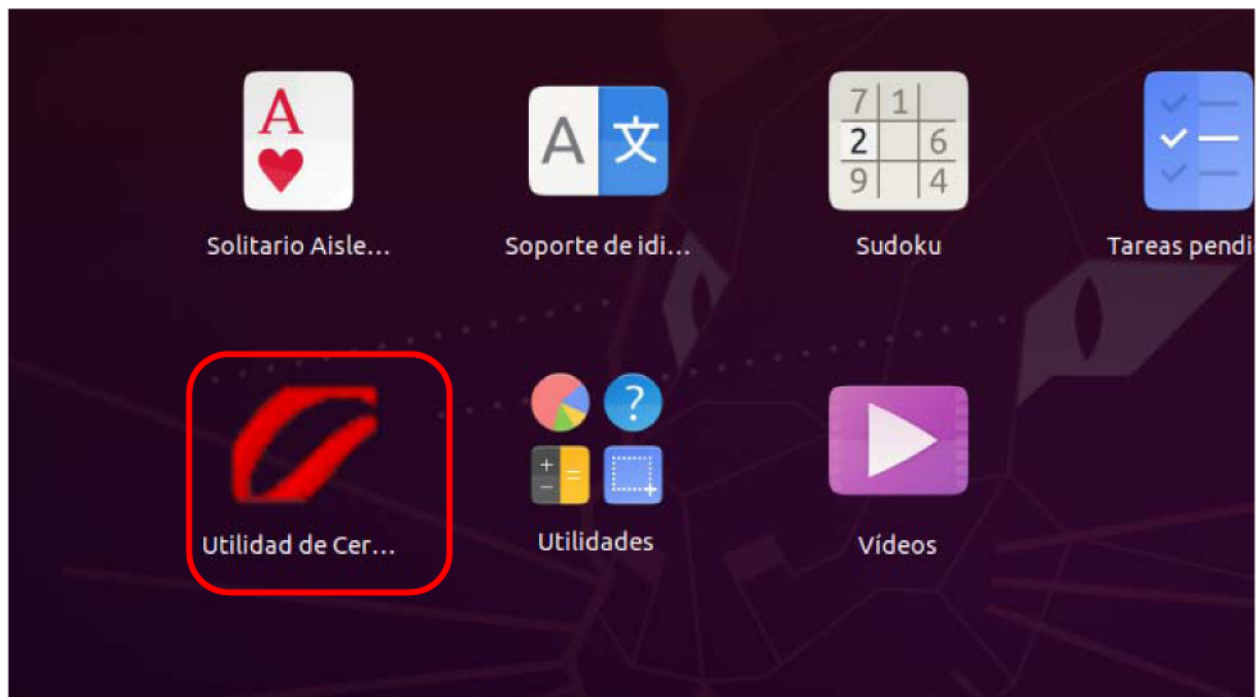 A
Solitario Aisle...
A 文
Soporte de idi...
7 1
2 6
9 4
Sudoku
Tareas pendi
Utilidad de Cer...
?
+ - =
Utilidades
Vídeos